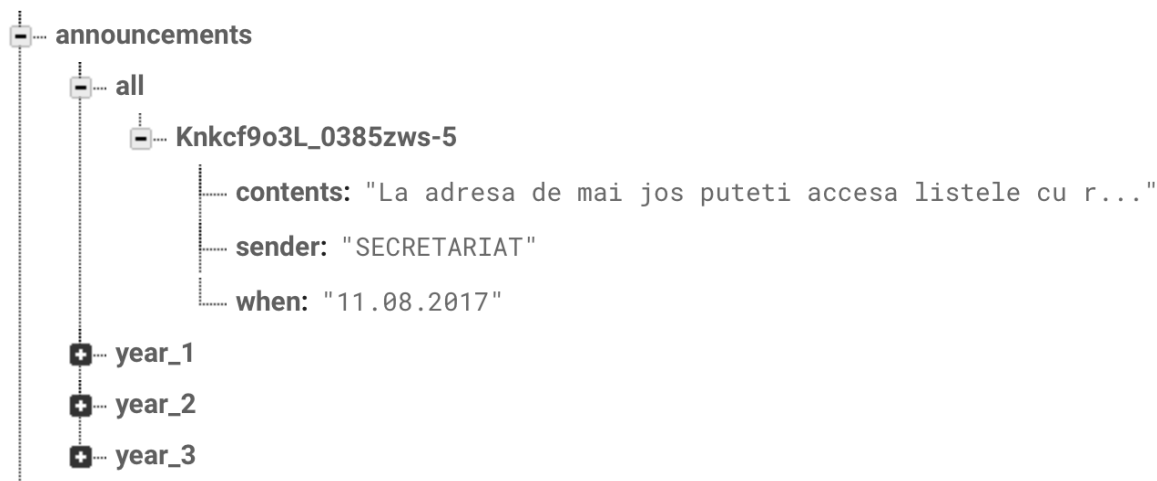 announcements
all
Knkcf9o3L_0385zws-5
contents: "La adresa de mai jos puteti accesa listele cu r..."
sender: "SECRETARIAT"
when: "11.08.2017"
year_1
year_2
year_3